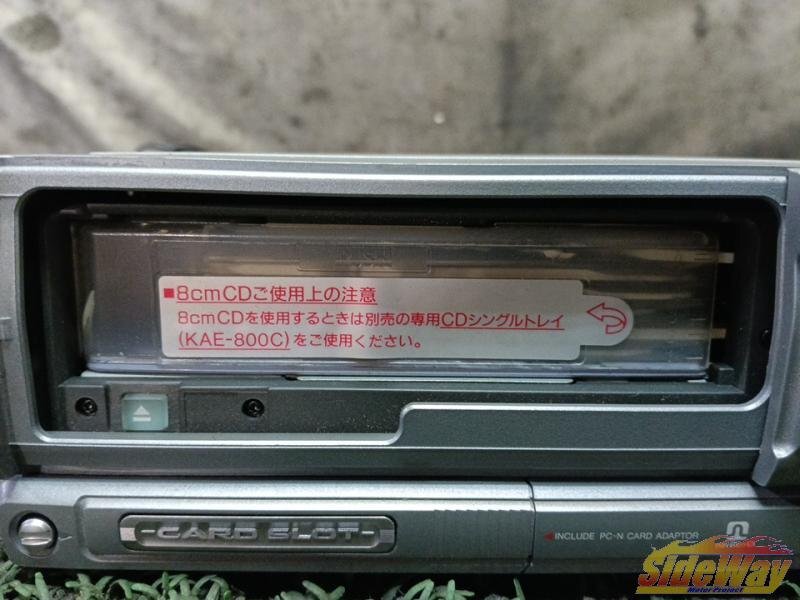 ■8cmCDご使用上の注意
8cmCDを使用するときは別売の専用CDシングルトレイ
(KAE-800C)をご使用ください。
CARD SLOT
◀INCLUDE PC-N CARD ADAPTOR
SIdeWay
Motor Project